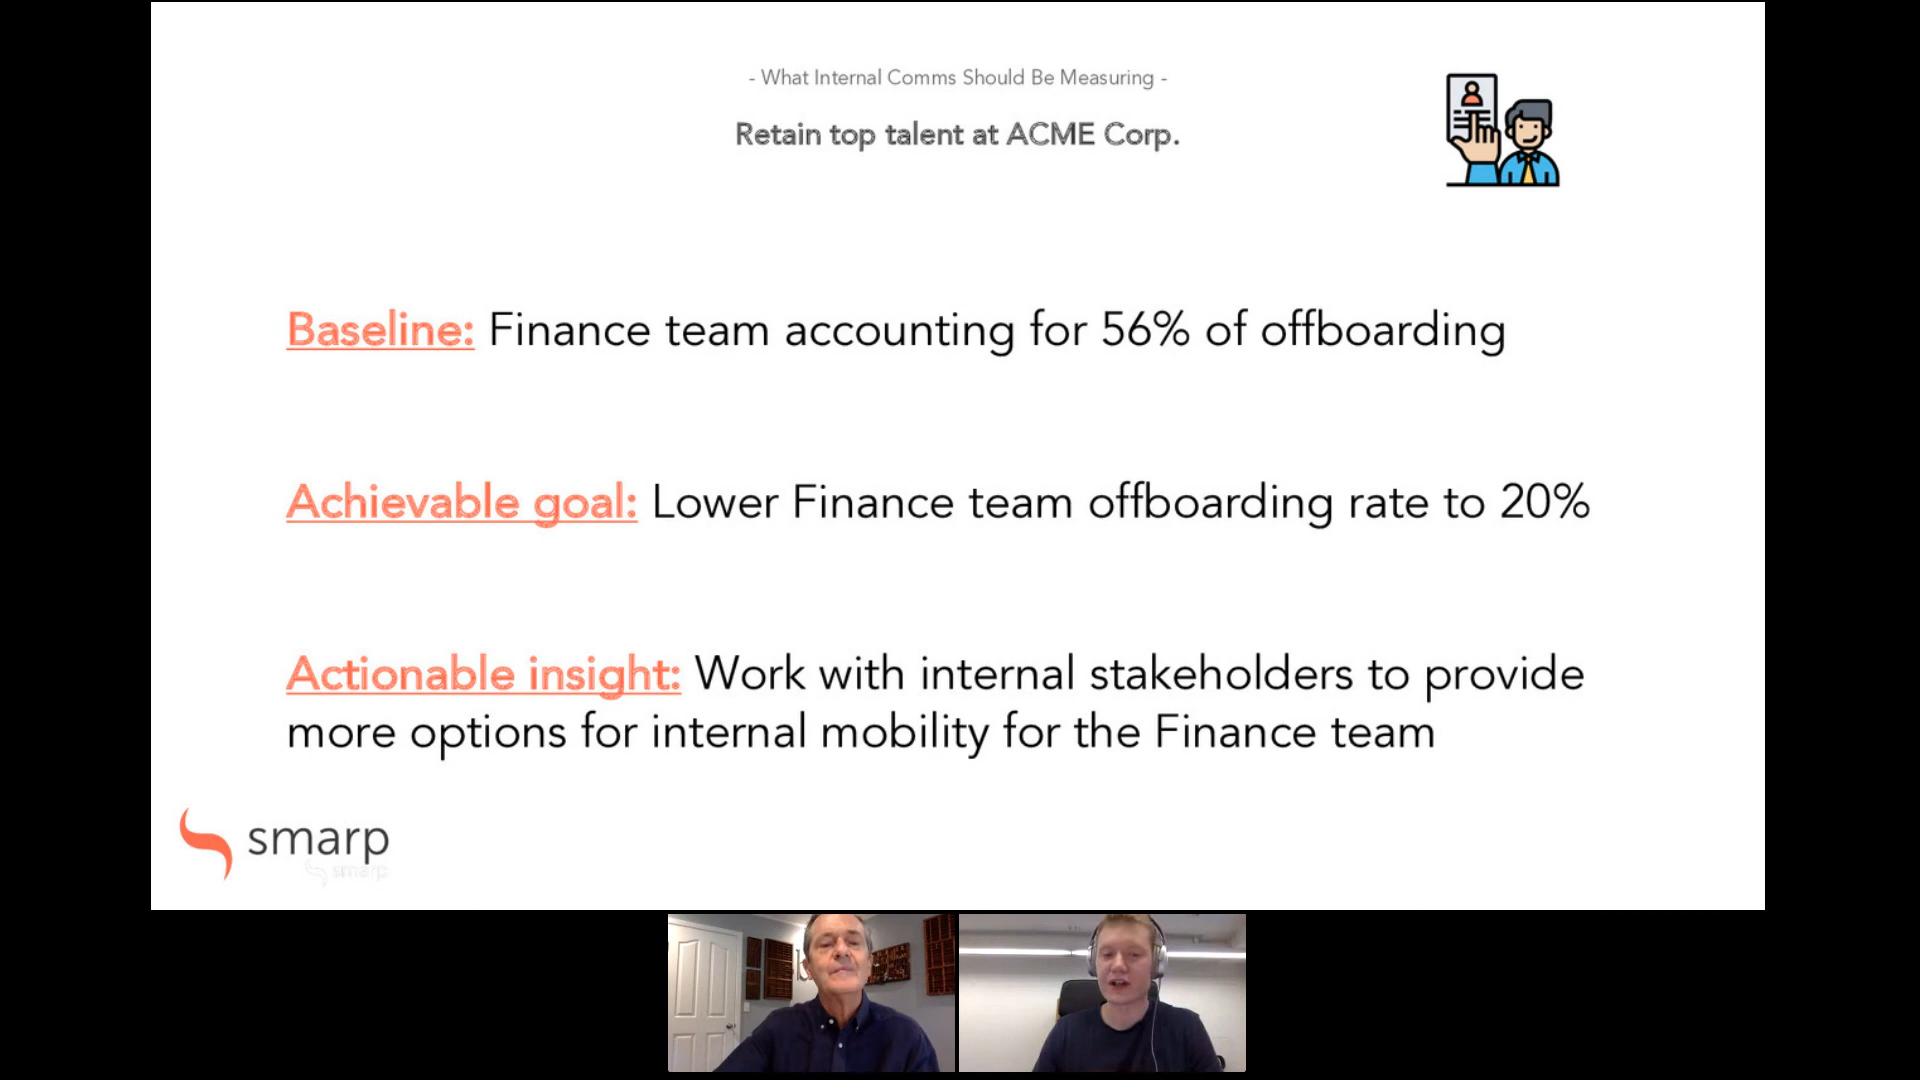 - What Internal Comms Should Be Measuring -
Retain top talent at ACME Corp.
Baseline: Finance team accounting for 56% of offboarding
Achievable goal: Lower Finance team offboarding rate to 20%
Actionable insight: Work with internal stakeholders to provide
more options for internal mobility for the Finance team
smarp
smarp